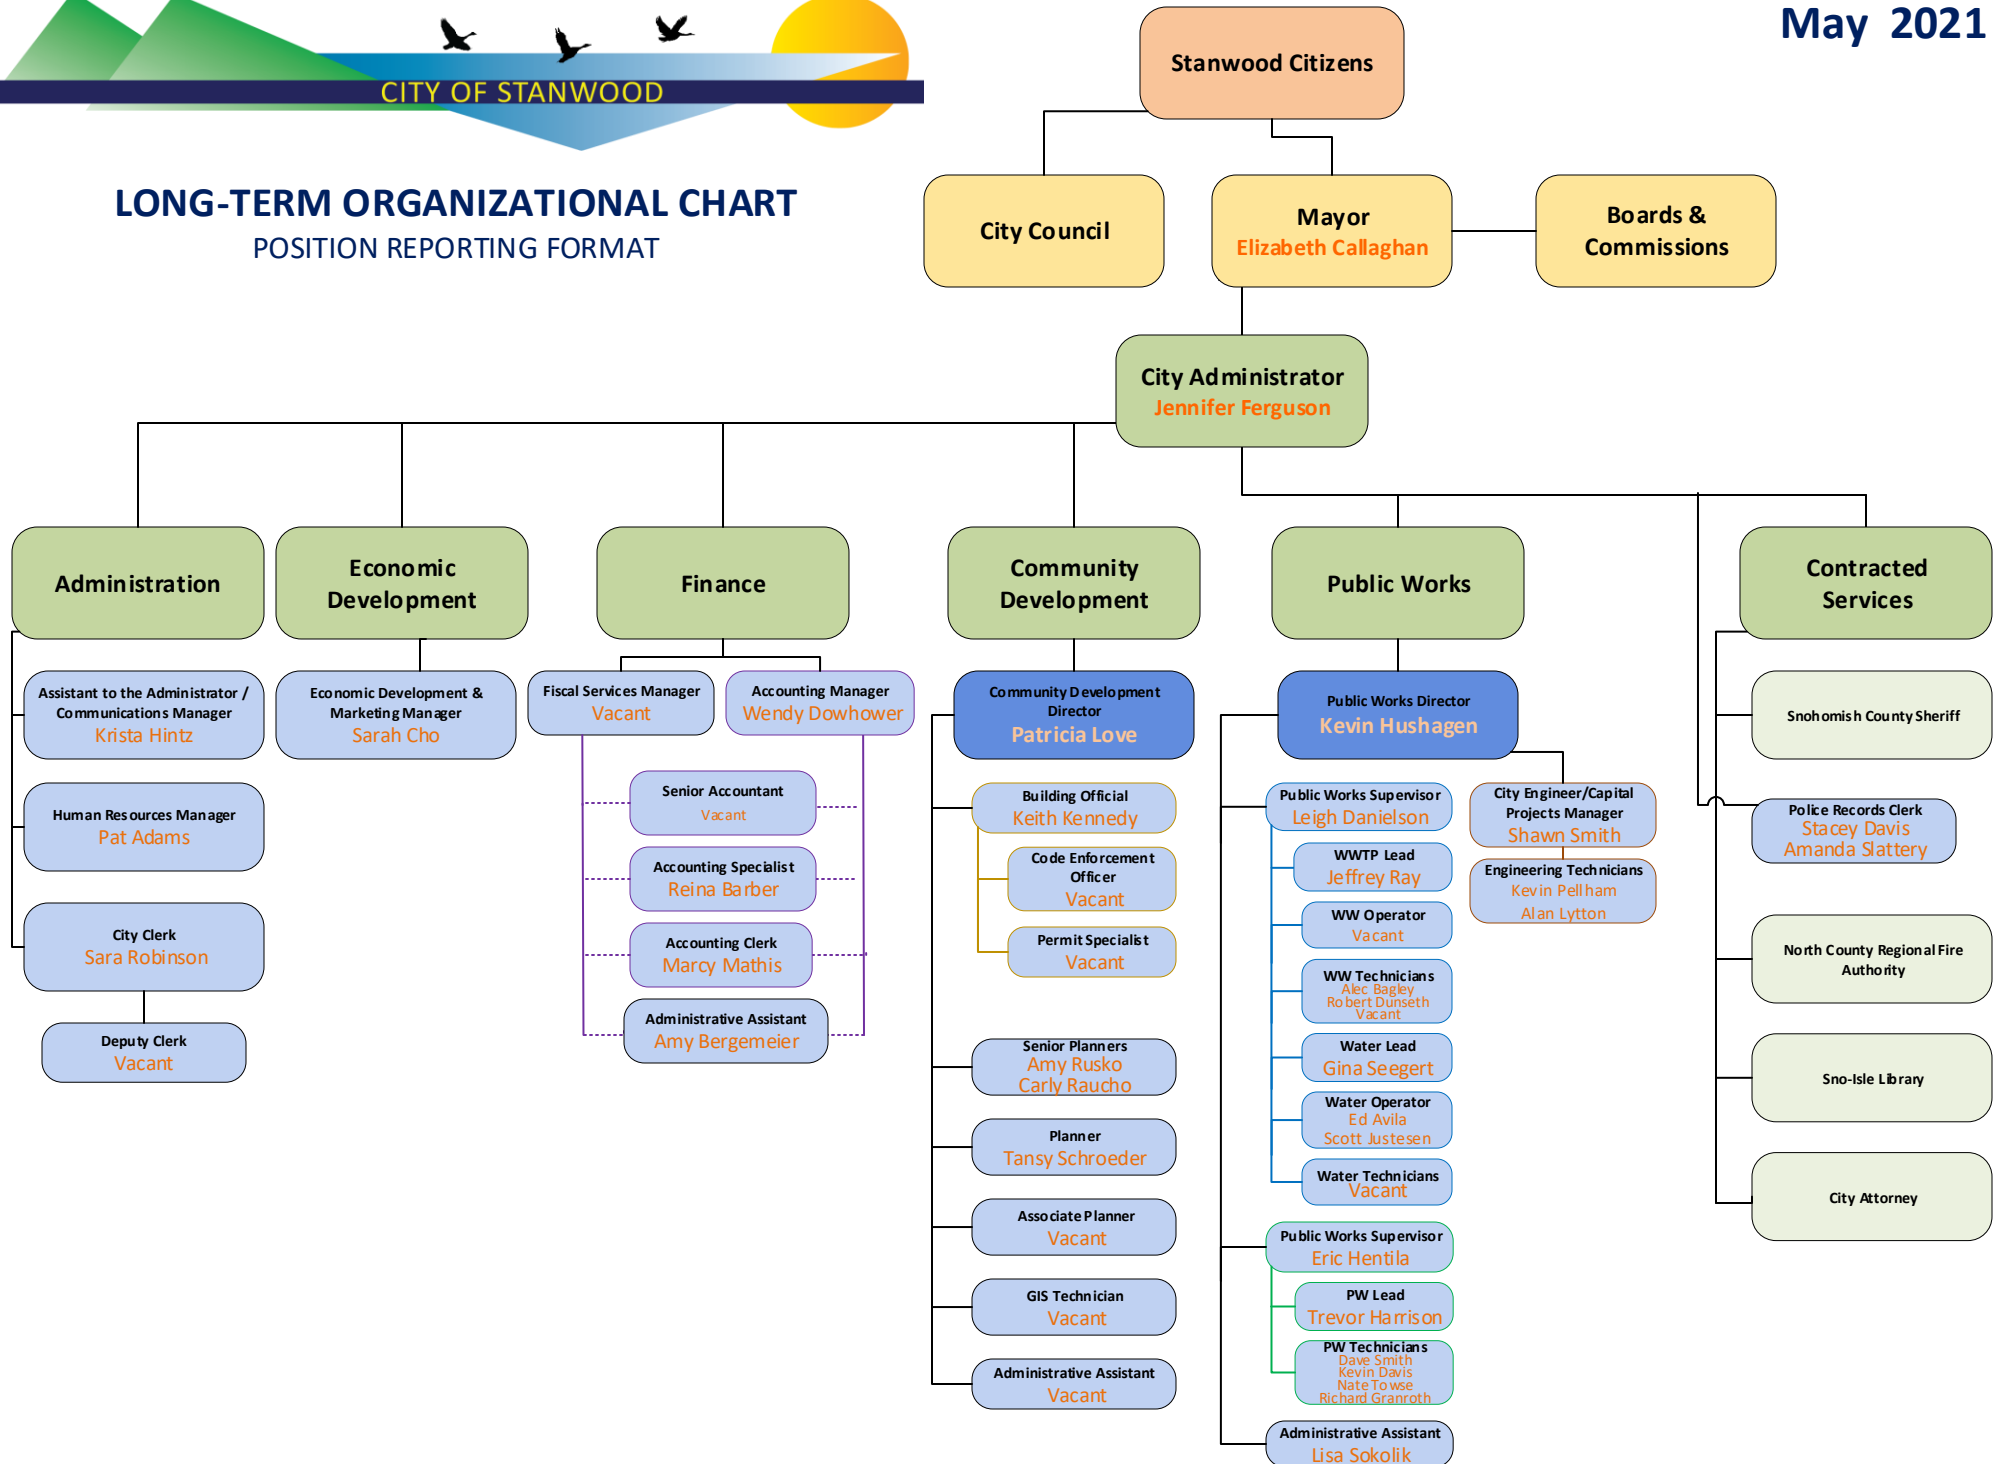 May 2021
CITY OF STANWOOD
LONG-TERM ORGANIZATIONAL CHART
POSITION REPORTING FORMAT
Stanwood Citizens
City Council
Mayor
Elizabeth Callaghan
Boards &
Commissions
City Administrator
Jennifer Ferguson
Administration
Assistant to the Administrator /
Communications Manager
Krista Hintz
Human Resources Manager
Pat Adams
City Clerk
Sara Robinson
Deputy Clerk
Vacant
Economic
Development
Economic Development &
Marketing Manager
Sarah Cho
Finance
Fiscal Services Manager
Vacant
Accounting Manager
Wendy Dowhower
Senior Accountant
Vacant
Accounting Specialist
Reina Barber
Accounting Clerk
Marcy Mathis
Administrative Assistant
Amy Bergemeier
Community
Development
Community Development
Director
Patricia Love
Building Official
Keith Kennedy
Code Enforcement
Officer
Vacant
Permit Specialist
Vacant
Senior Planners
Amy Rusko
Carly Raucho
Planner
Tansy Schroeder
Associate Planner
Vacant
GIS Technician
Vacant
Administrative Assistant
Vacant
Public Works
Public Works Director
Kevin Hushagen
Public Works Supervisor
Leigh Danielson
WWTP Lead
Jeffrey Ray
WW Operator
Vacant
WW Technicians
Alec Bagley
Robert Dunseth
Vacant
Water Lead
Gina Seegert
Water Operator
Ed Avila
Scott Justesen
Water Technicians
Vacant
Public Works Supervisor
Eric Hentila
PW Lead
Trevor Harrison
PW Technicians
Dave Smith
Kevin Davis
Nate Towse
Richard Granroth
Administrative Assistant
Lisa Sokolik
City Engineer/Capital
Projects Manager
Shawn Smith
Engineering Technicians
Kevin Pellham
Alan Lytton
Contracted
Services
Snohomish County Sheriff
Police Records Clerk
Stacey Davis
Amanda Slattery
North County Regional Fire
Authority
Sno-Isle Library
City Attorney